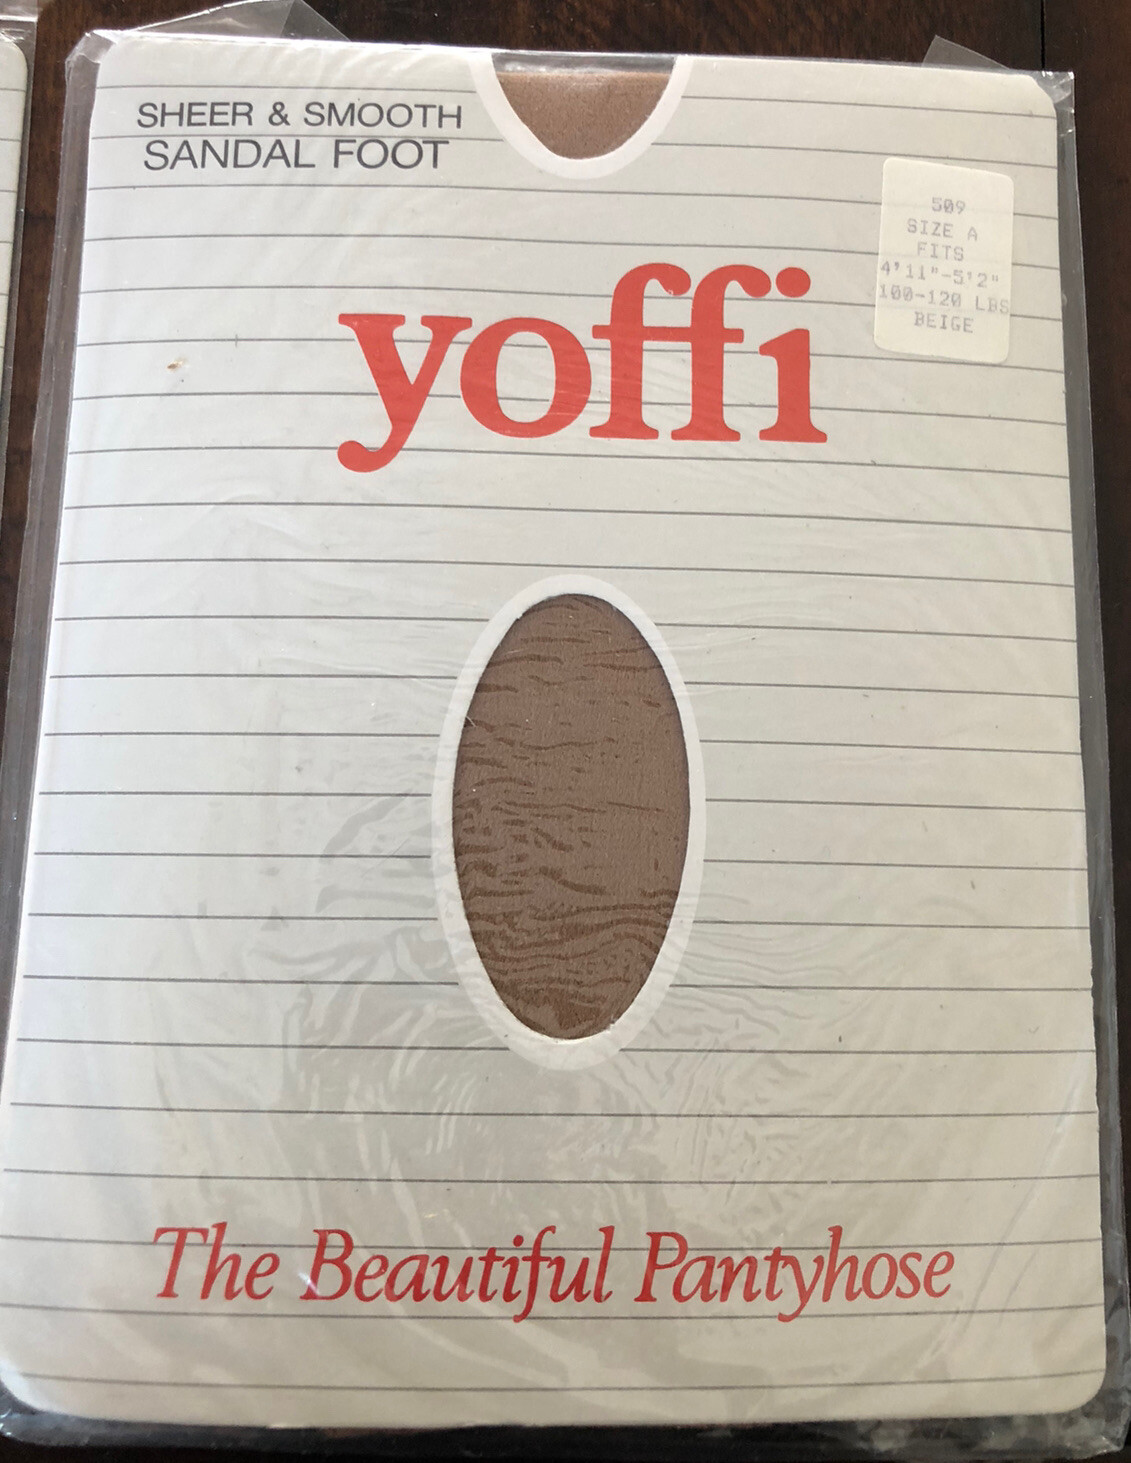 SHEER & SMOOTH
SANDAL FOOT
509
SIZE A
FITS
4'11"-5'2"
100-120 LBS
BEIGE
yoffi
The Beautiful Pantyhose